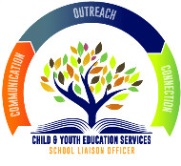 COMMUNICATION
OUTREACH
CONNECTION
CHILD & YOUTH EDUCATION SERVICES
SCHOOL LIAISON OFFICER